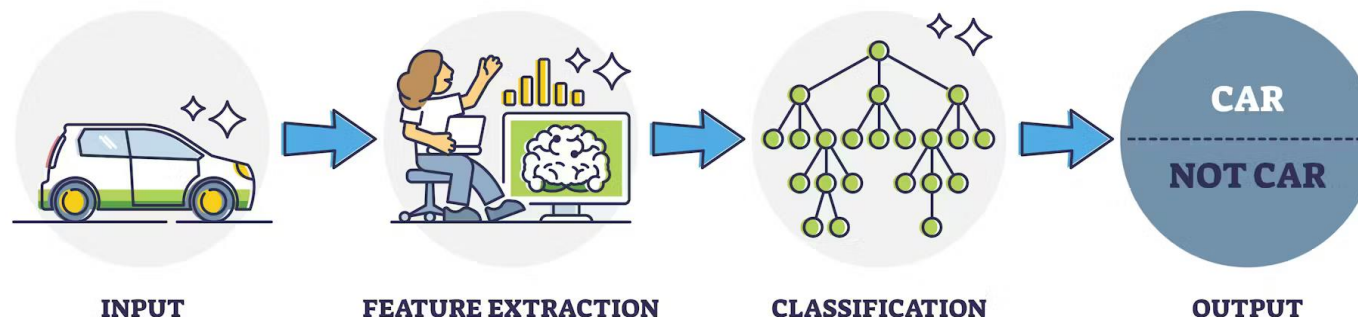 CAR
NOT CAR
INPUT
FEATURE EXTRACTION
CLASSIFICATION
OUTPUT